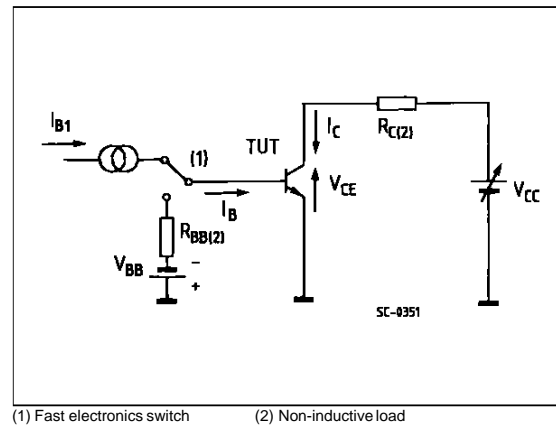 I_B1
(1)
TUT
I_C
R_C(2)
V_CE
V_CC
I_B
R_BB(2)
V_BB
−
+
SC-0351
(1) Fast electronics switch (2) Non-inductive load